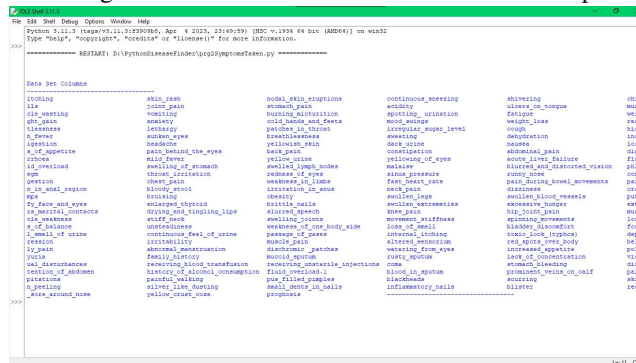 IDLE Shell 3.11.3
File Edit Shell Debug Options Window Help
Python 3.11.3 (tags/v3.11.3:f3909b8, Apr 4 2023, 23:49:59) [MSC v.1934 64 bit (AMD64)] on win32
Type "help", "copyright", "credits" or "license()" for more information.
>>>
============= RESTART: D:\PythonDiseaseFinder\prg2SymptomsTaken.py =============
Data Set Columns
---------------------------------
itching skin_rash nodal_skin_eruptions continuous_sneezing shivering
lls joint_pain stomach_pain acidity ulcers_on_tongue
cle_wasting vomiting burning_micturition spotting_ urination fatigue
ght_gain anxiety cold_hands_and_feets mood_swings weight_loss
tlessness lethargy patches_in_throat irregular_sugar_level cough
h_fever sunken_eyes breathlessness sweating dehydration
igestion headache yellowish_skin dark_urine nausea
s_of_appetite pain_behind_the_eyes back_pain constipation abdominal_pain
rrhoea mild_fever yellow_urine yellowing_of_eyes acute_liver_failure
id_overload swelling_of_stomach swelled_lymph_nodes malaise blurred_and_distorted_vision
egm throat_irritation redness_of_eyes sinus_pressure runny_nose
gestion chest_pain weakness_in_limbs fast_heart_rate pain_during_bowel_movements
n_in_anal_region bloody_stool irritation_in_anus neck_pain dizziness
mps bruising obesity swollen_legs swollen_blood_vessels
fy_face_and_eyes enlarged_thyroid brittle_nails swollen_extremeties excessive_hunger
ra_marital_contacts drying_and_tingling_lips slurred_speech knee_pain hip_joint_pain
cle_weakness stiff_neck swelling_joints movement_stiffness spinning_movements
s_of_balance unsteadiness weakness_of_one_body_side loss_of_smell bladder_discomfort
l_smell_of urine continuous_feel_of_urine passage_of_gases internal_itching toxic_look_(typhos)
ression irritability muscle_pain altered_sensorium red_spots_over_body
ly_pain abnormal_menstruation dischromic _patches watering_from_eyes increased_appetite
yuria family_history mucoid_sputum rusty_sputum lack_of_concentration
ual_disturbances receiving_blood_transfusion receiving_unsterile_injections coma stomach_bleeding
tention_of_abdomen history_of_alcohol_consumption fluid_overload.1 blood_in_sputum prominent_veins_on_calf
pitations painful_walking pus_filled_pimples blackheads scurring
n_peeling silver_like_dusting small_dents_in_nails inflammatory_nails blister
_sore_around_nose yellow_crust_ooze prognosis ---------------------------------
>>>